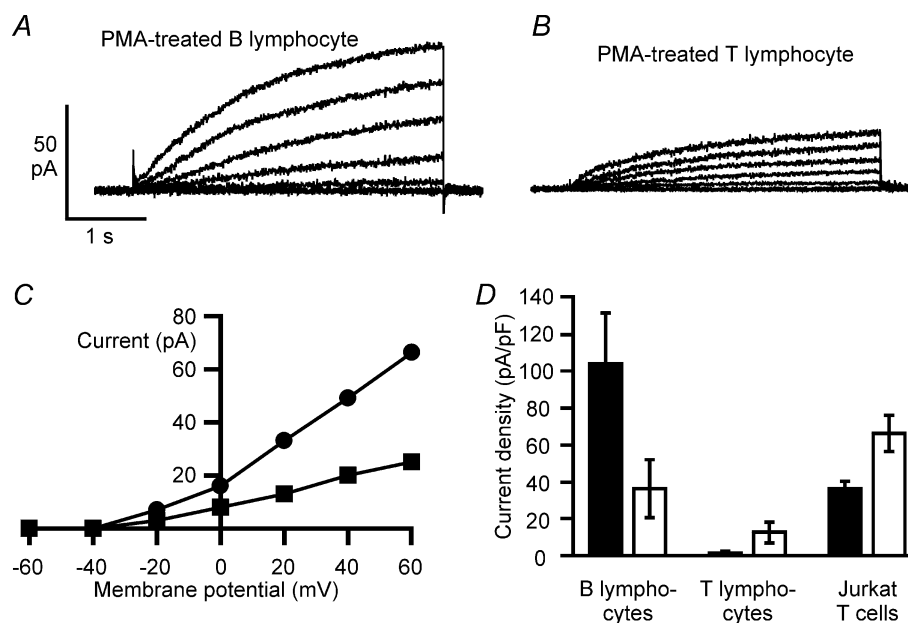 A
PMA-treated B lymphocyte
50
pA
1 s
B
PMA-treated T lymphocyte
C
Current (pA)
80
60
40
20
-60
-40
-20
0
20
40
60
Membrane potential (mV)
D
Current density (pA/pF)
140
120
100
80
60
40
20
0
B lympho-
cytes
T lympho-
cytes
Jurkat
T cells